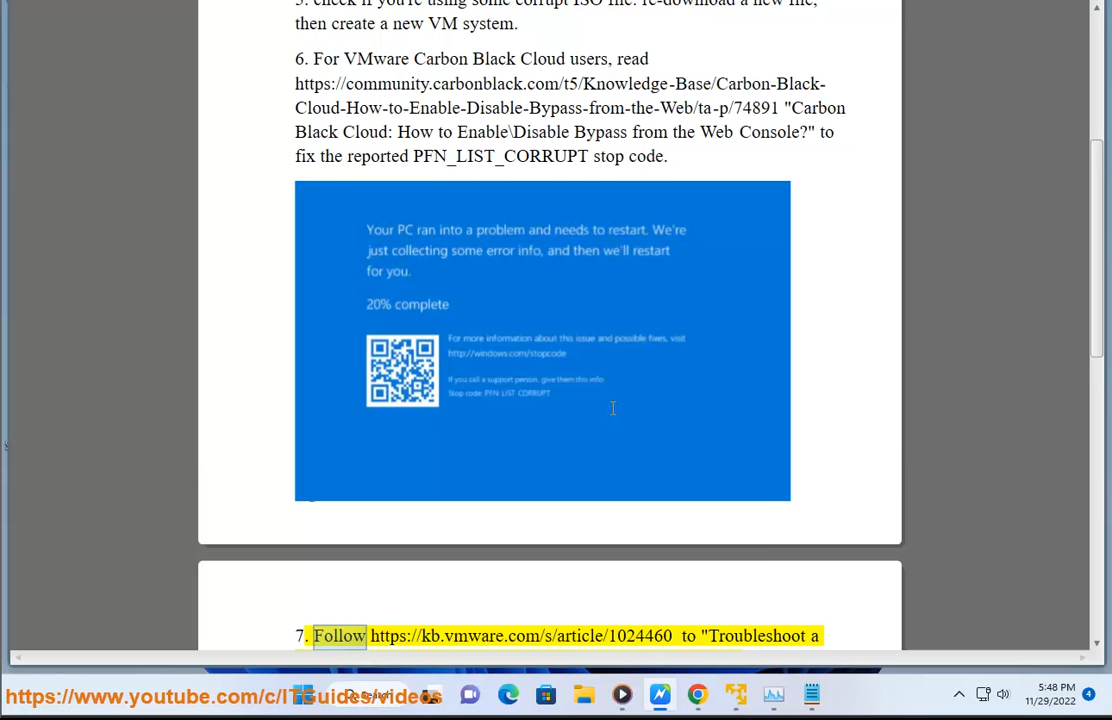 5. check if you're using some corrupt ISO file. re-download a new file,
then create a new VM system.
6. For VMware Carbon Black Cloud users, read
https://community.carbonblack.com/t5/Knowledge-Base/Carbon-Black-
Cloud-How-to-Enable-Disable-Bypass-from-the-Web/ta-p/74891 "Carbon
Black Cloud: How to Enable\Disable Bypass from the Web Console?" to
fix the reported PFN_LIST_CORRUPT stop code.
Your PC ran into a problem and needs to restart. We're
just collecting some error info, and then we'll restart
for you.
20% complete
For more information about this issue and possible fixes, visit
http://windows.com/stopcode
If you call a support person, give them this info:
Stop code: PFN LIST CORRUPT
7. Follow https://kb.vmware.com/s/article/1024460 to "Troubleshoot a
https://www.youtube.com/c/ITGuides/videos
Search
5:48 PM
11/29/2022
4